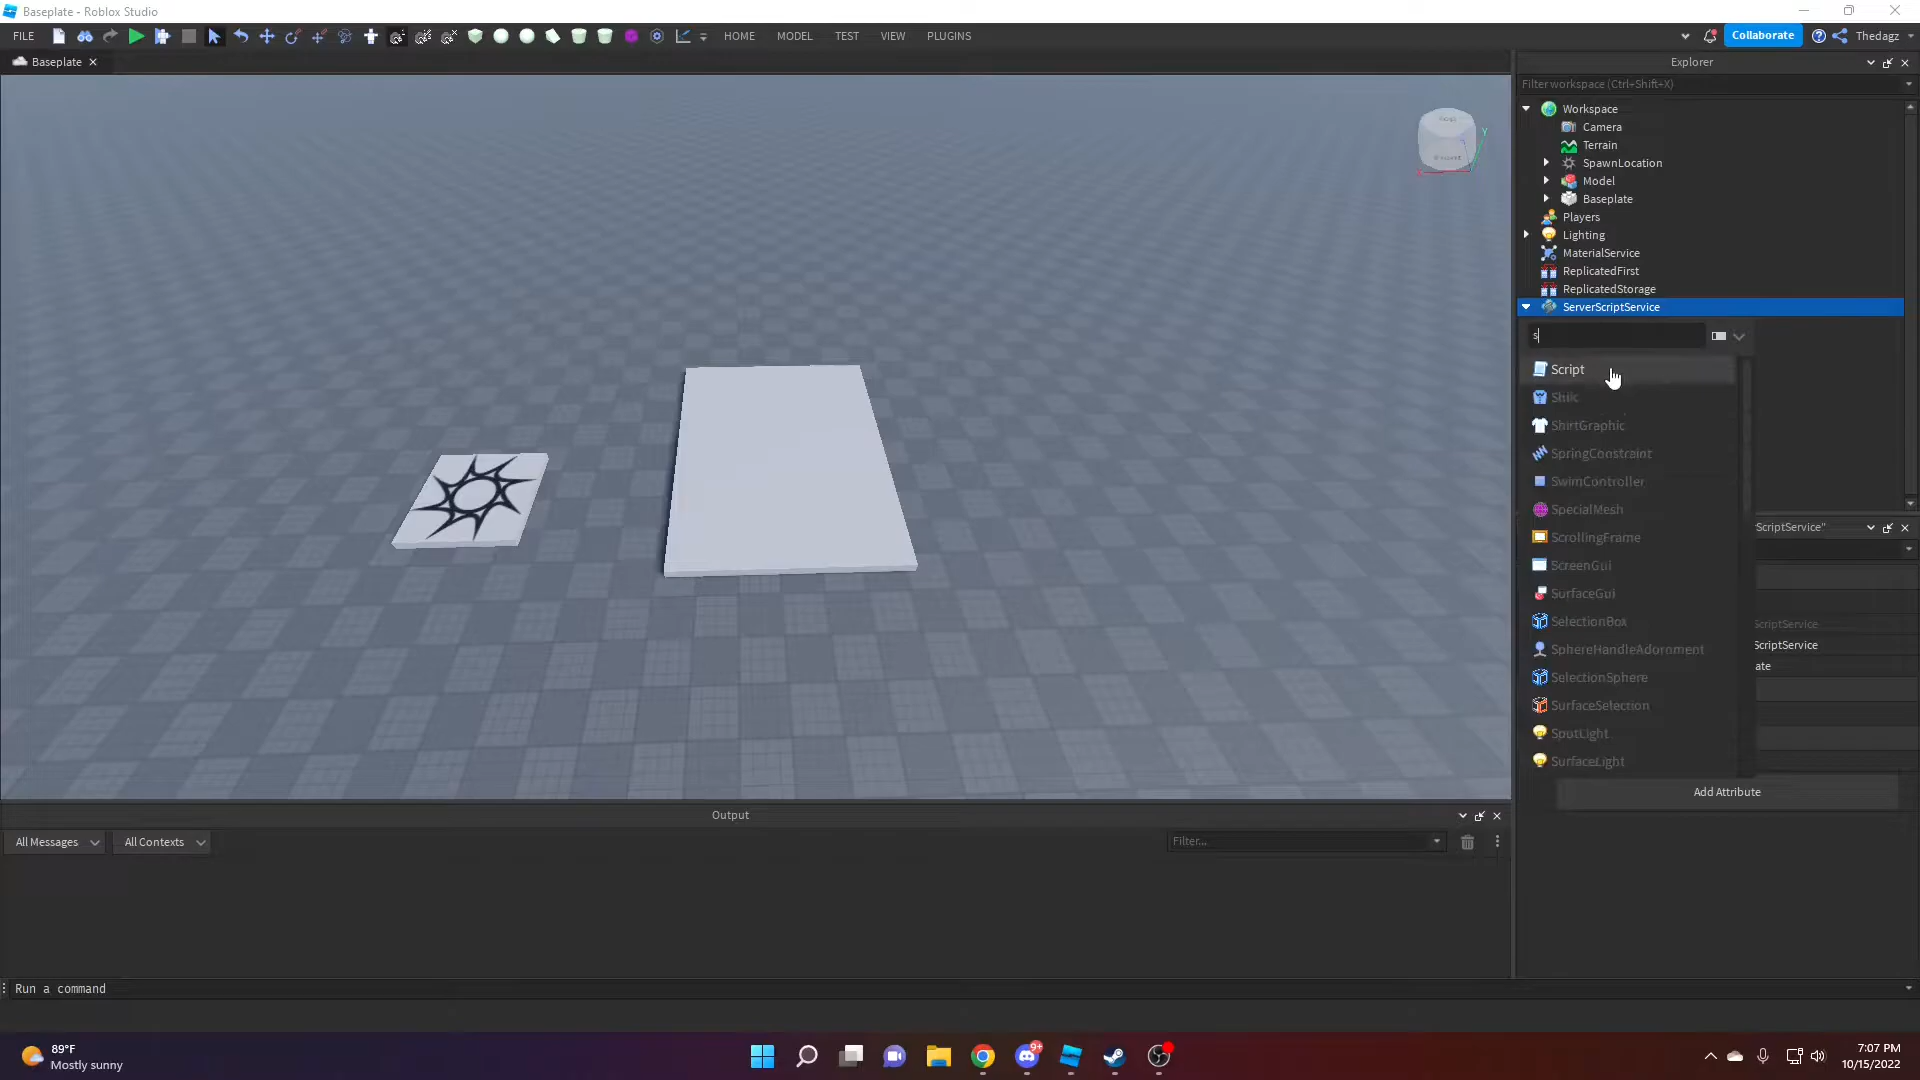 Baseplate - Roblox Studio
FILE
HOME
MODEL
TEST
VIEW
PLUGINS
Collaborate
Thedagz
Baseplate
Explorer
Filter workspace (Ctrl+Shift+X)
Workspace
Camera
Terrain
SpawnLocation
Model
Baseplate
Players
Lighting
MaterialService
ReplicatedFirst
ReplicatedStorage
ServerScriptService
s
Script
ShirtGraphic
SpringConstraint
SwimController
SpecialMesh
ScrollingFrame
ScreenGui
SurfaceGui
SelectionBox
SphereHandleAdornment
SelectionSphere
SurfaceSelection
SpotLight
SurfaceLight
rScriptService"
ScriptService
ScriptService
ate
Add Attribute
Output
All Messages
All Contexts
Filter...
Run a command
89°F
Mostly sunny
9+
7:07 PM
10/15/2022